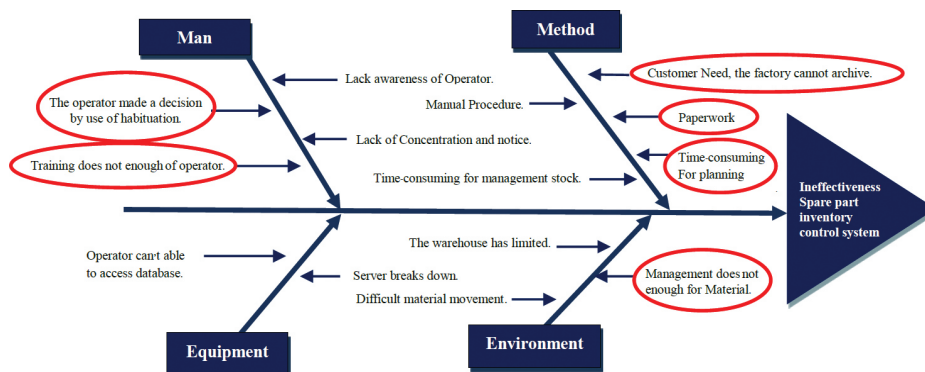 Man
Method
Lack awareness of Operator.
Customer Need, the factory cannot archive.
The operator made a decision
by use of habituation.
Manual Procedure.
Paperwork
Lack of Concentration and notice.
Training does not enough of operator.
Time-consuming
For planning
Time-consuming for management stock.
Ineffectiveness
Spare part
inventory
control system
The warehouse has limited.
Operator can't able
to access database.
Server breaks down.
Management does not
enough for Material.
Difficult material movement.
Equipment
Environment